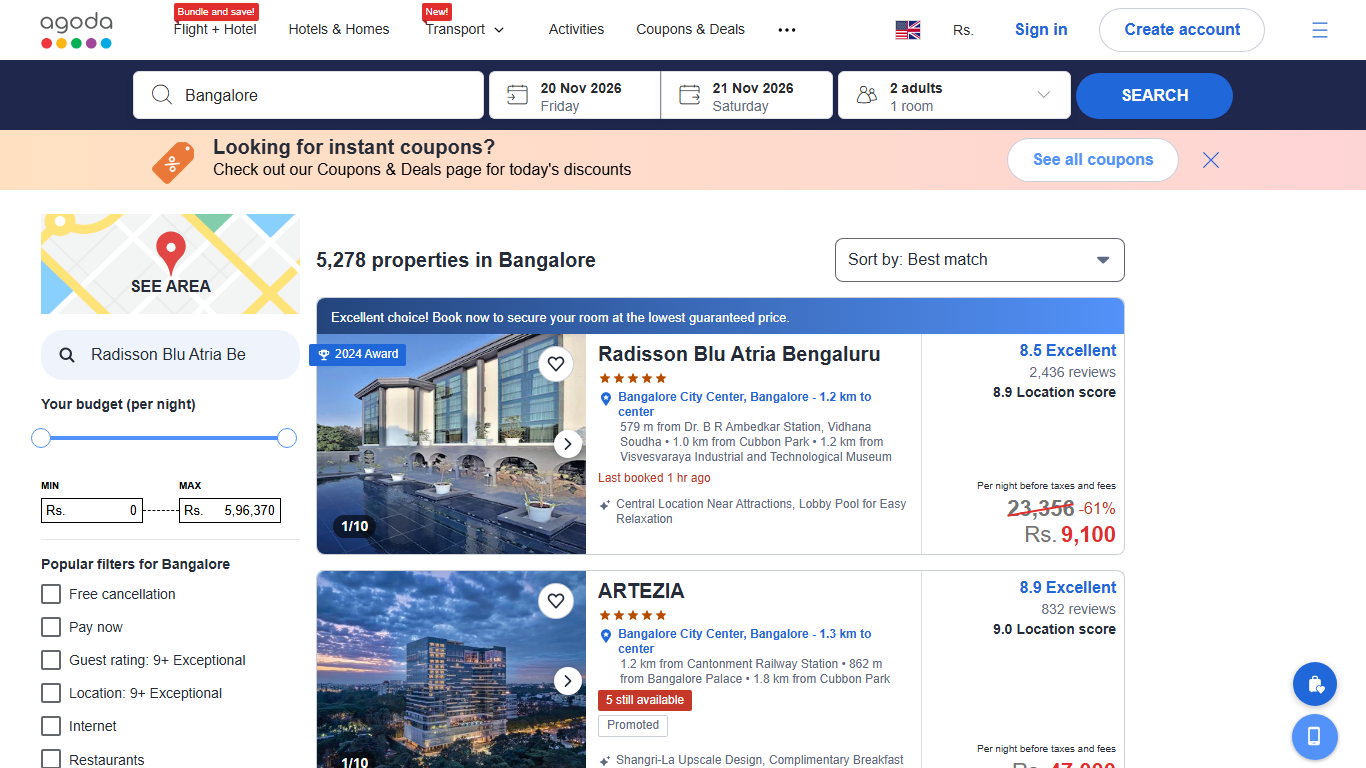 agoda
Bundle and save!
Flight + Hotel
Hotels & Homes
New!
Transport
Activities
Coupons & Deals
Rs.
Sign in
Create account
Bangalore
20 Nov 2026
Friday
21 Nov 2026
Saturday
2 adults
1 room
SEARCH
Looking for instant coupons?
Check out our Coupons & Deals page for today's discounts
See all coupons
SEE AREA
Radisson Blu Atria Be
Your budget (per night)
MIN
MAX
Rs. 0
Rs. 5,96,370
Popular filters for Bangalore
Free cancellation
Pay now
Guest rating: 9+ Exceptional
Location: 9+ Exceptional
Internet
Restaurants
5,278 properties in Bangalore
Sort by: Best match
Excellent choice! Book now to secure your room at the lowest guaranteed price.
2024 Award
1/10
Radisson Blu Atria Bengaluru
Bangalore City Center, Bangalore - 1.2 km to
center
579 m from Dr. B R Ambedkar Station, Vidhana
Soudha • 1.0 km from Cubbon Park • 1.2 km from
Visvesvaraya Industrial and Technological Museum
Last booked 1 hr ago
Central Location Near Attractions, Lobby Pool for Easy
Relaxation
8.5 Excellent
2,436 reviews
8.9 Location score
Per night before taxes and fees
23,356 -61%
Rs. 9,100
1/10
ARTEZIA
Bangalore City Center, Bangalore - 1.3 km to
center
1.2 km from Cantonment Railway Station • 862 m
from Bangalore Palace • 1.8 km from Cubbon Park
5 still available
Promoted
Shangri-La Upscale Design, Complimentary Breakfast
8.9 Excellent
832 reviews
9.0 Location score
Per night before taxes and fees